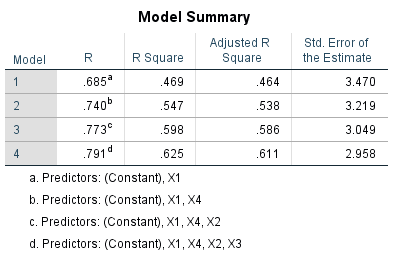 Model Summary
Model R R Square Adjusted R Square Std. Error of the Estimate
1 .685a .469 .464 3.470
2 .740b .547 .538 3.219
3 .773c .598 .586 3.049
4 .791d .625 .611 2.958
a. Predictors: (Constant), X1
b. Predictors: (Constant), X1, X4
c. Predictors: (Constant), X1, X4, X2
d. Predictors: (Constant), X1, X4, X2, X3